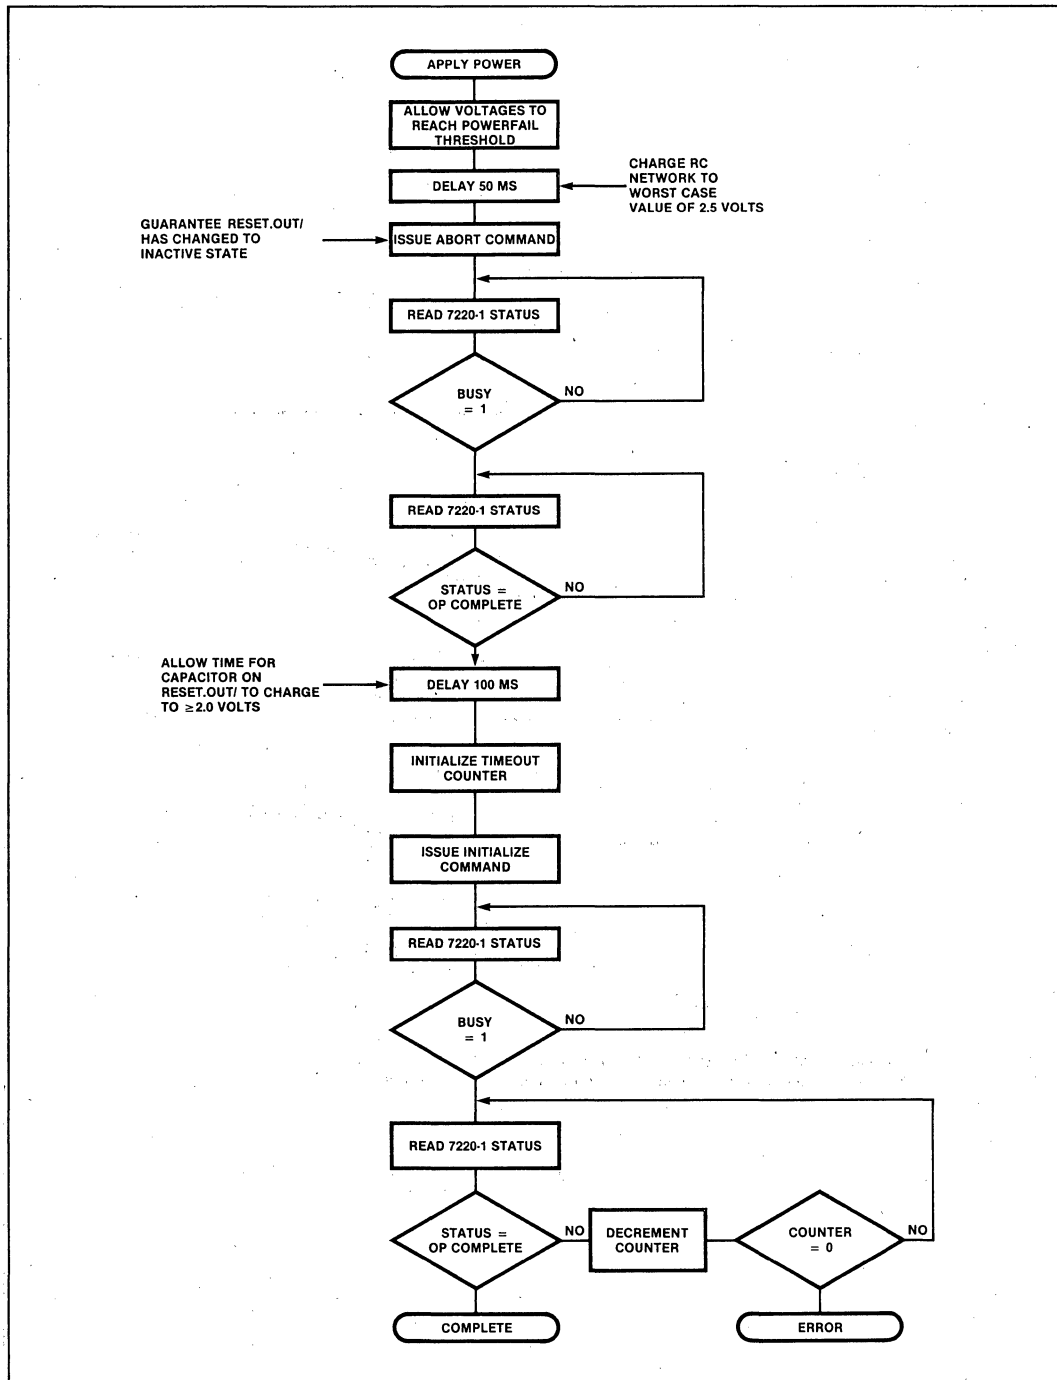 APPLY POWER
ALLOW VOLTAGES TO
REACH POWERFAIL
THRESHOLD
DELAY 50 MS
CHARGE RC
NETWORK TO
WORST CASE
VALUE OF 2.5 VOLTS
GUARANTEE RESET.OUT/
HAS CHANGED TO
INACTIVE STATE
ISSUE ABORT COMMAND
READ 7220-1 STATUS
BUSY
= 1
NO
READ 7220-1 STATUS
STATUS =
OP COMPLETE
NO
ALLOW TIME FOR
CAPACITOR ON
RESET.OUT/ TO CHARGE
TO ≥2.0 VOLTS
DELAY 100 MS
INITIALIZE TIMEOUT
COUNTER
ISSUE INITIALIZE
COMMAND
READ 7220-1 STATUS
BUSY
= 1
NO
READ 7220-1 STATUS
STATUS =
OP COMPLETE
NO
DECREMENT
COUNTER
COUNTER
= 0
NO
COMPLETE
ERROR